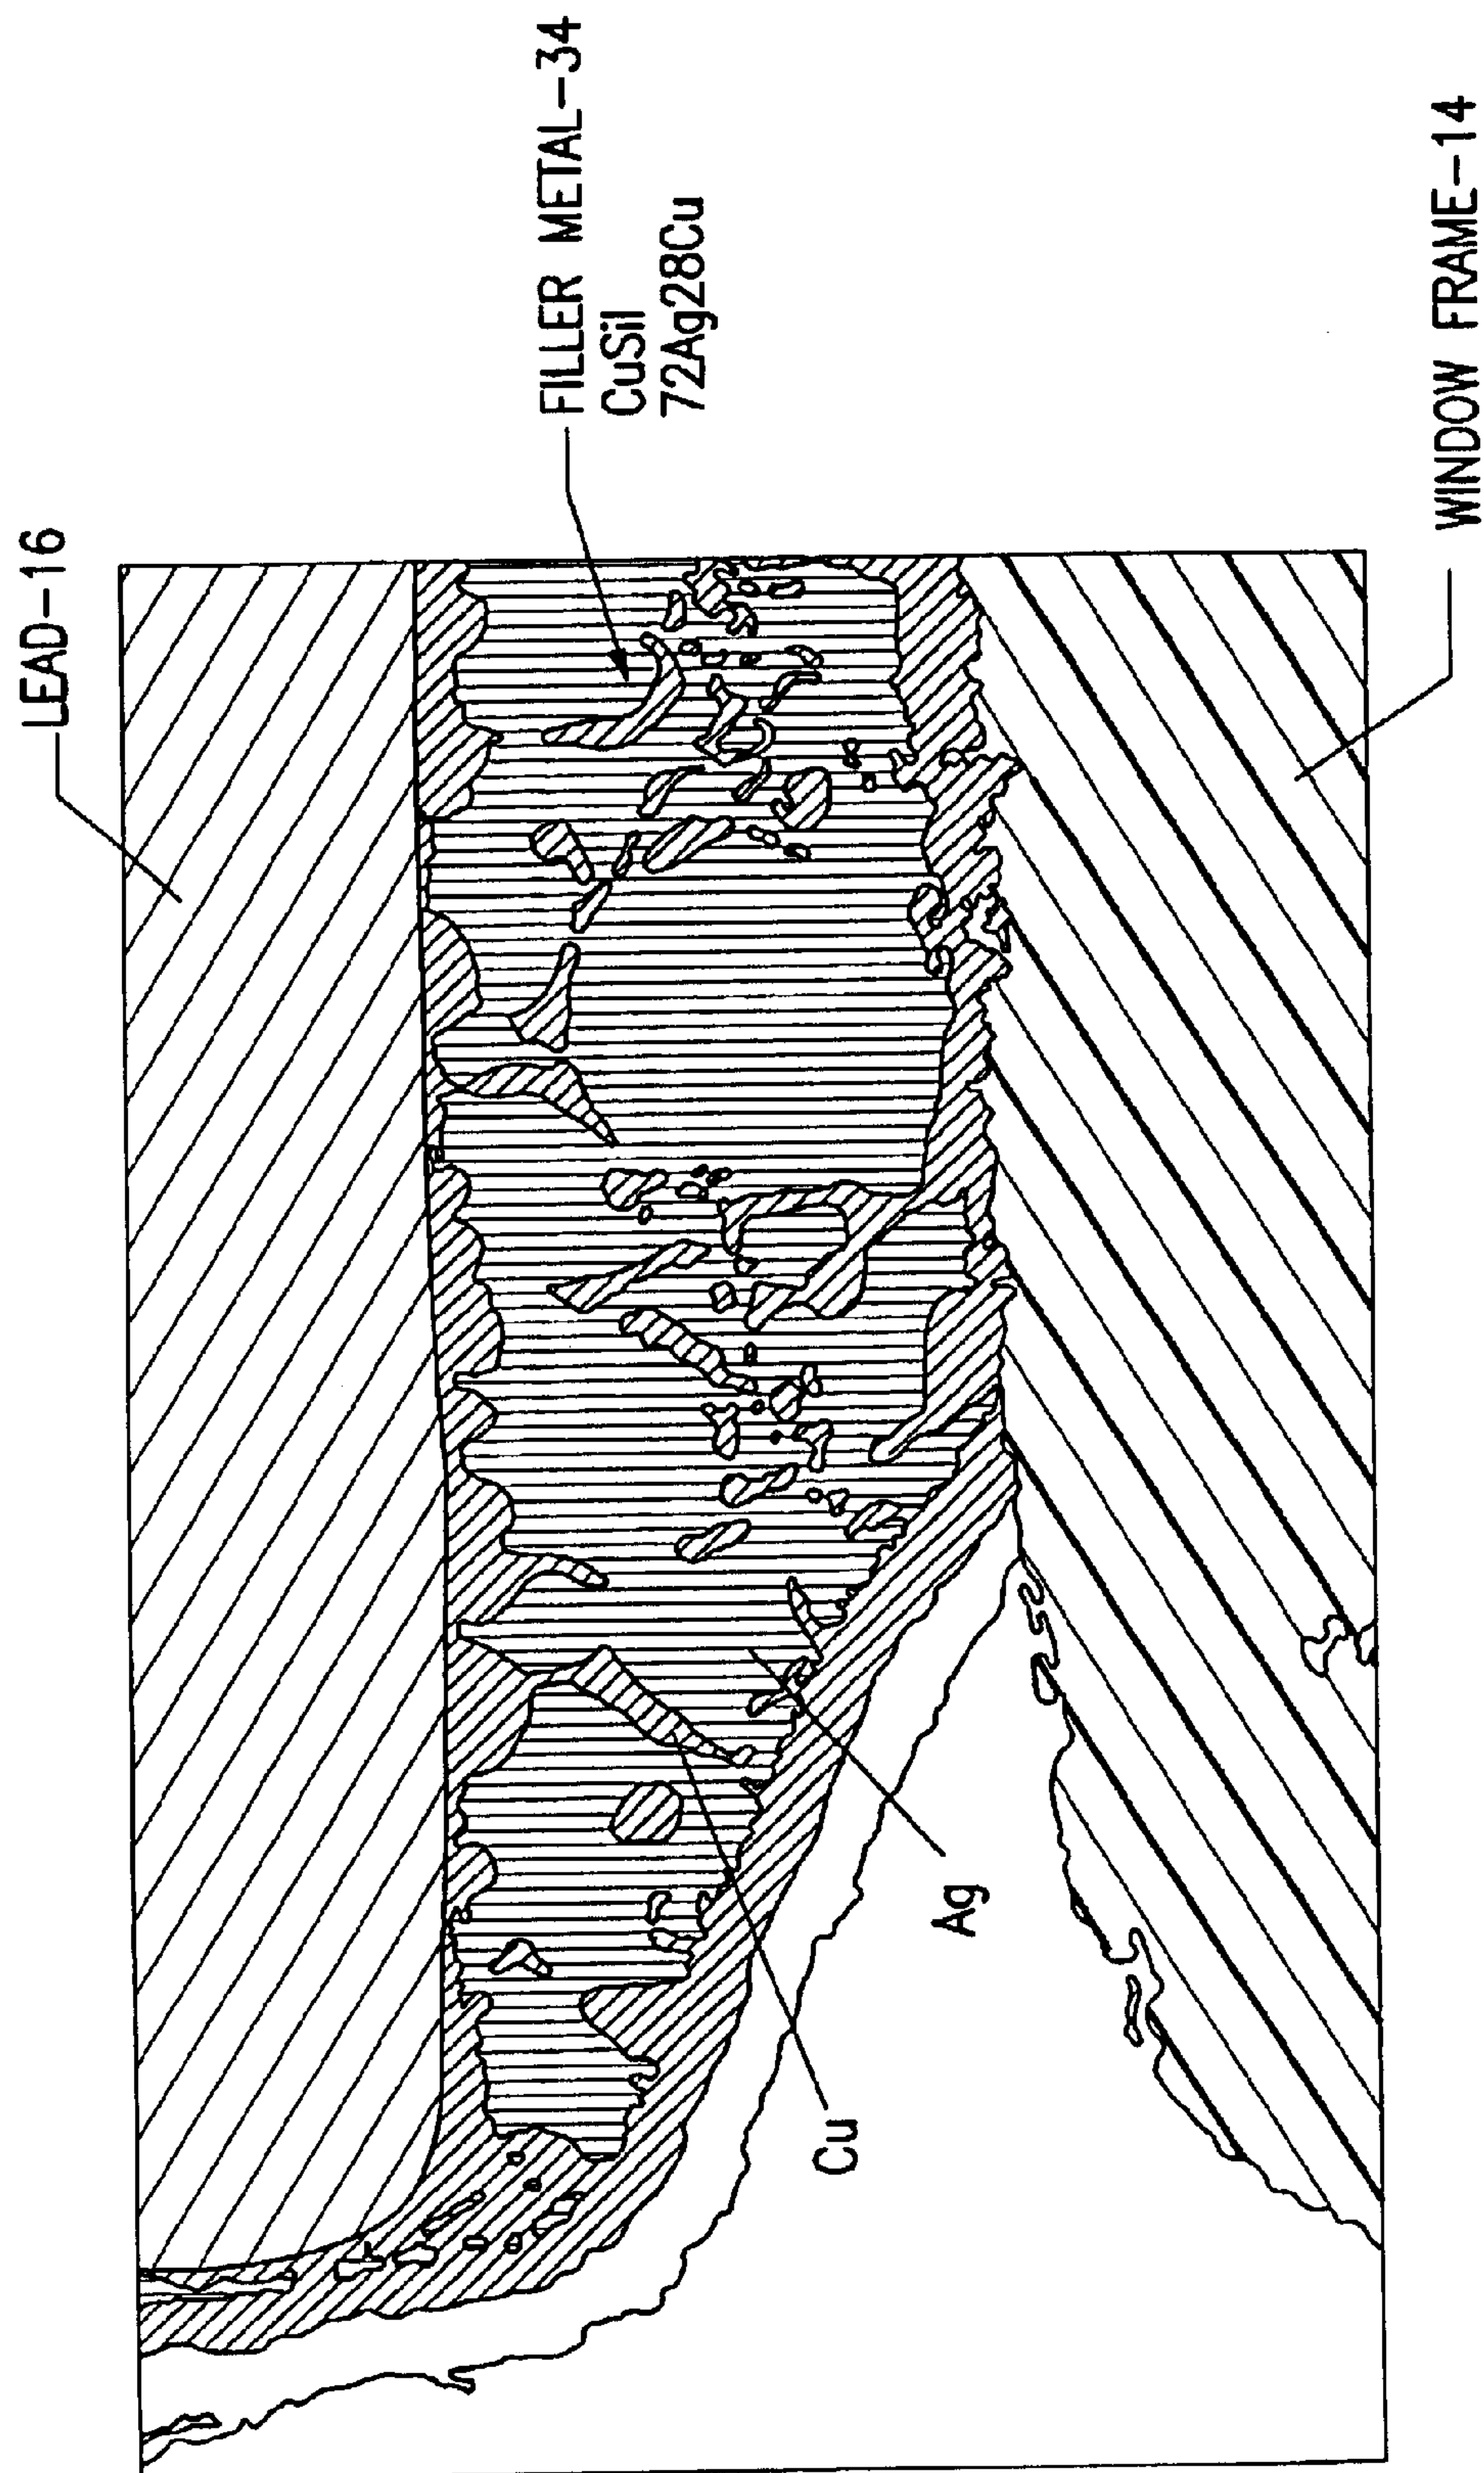 LEAD-16
FILLER METAL-34
CuSil
72Ag28Cu
WINDOW FRAME-14
Ag
Cu